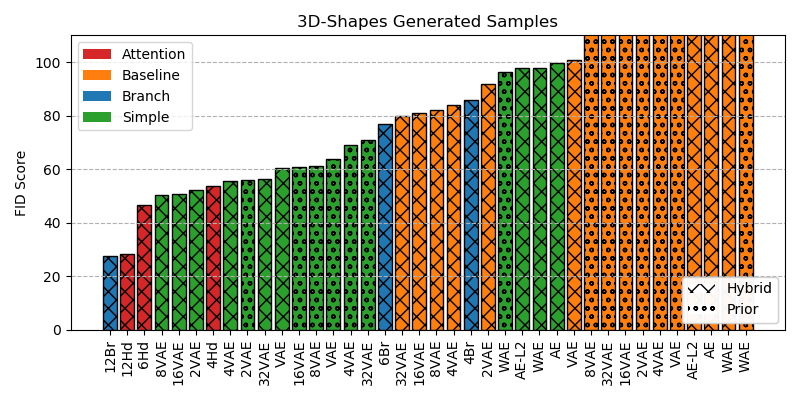 3D-Shapes Generated Samples
FID Score
100
80
60
40
20
0
Attention
Baseline
Branch
Simple
Hybrid
Prior
12Br
12Hd
6Hd
8VAE
16VAE
2VAE
4Hd
4VAE
2VAE
32VAE
VAE
16VAE
8VAE
VAE
4VAE
32VAE
6Br
32VAE
16VAE
8VAE
4VAE
4Br
2VAE
WAE
AE-L2
WAE
AE
VAE
8VAE
32VAE
16VAE
2VAE
4VAE
VAE
AE-L2
AE
WAE
WAE